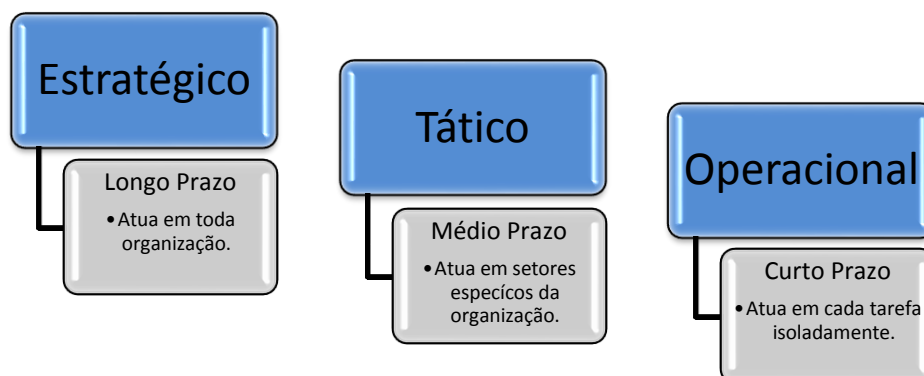 Estratégico
Longo Prazo
•Atua em toda
organização.
Tático
Médio Prazo
•Atua em setores
especícos da
organização.
Operacional
Curto Prazo
•Atua em cada tarefa
isoladamente.